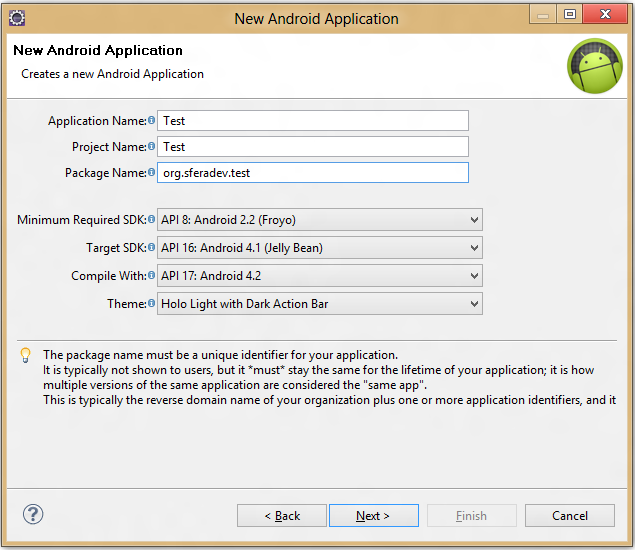 New Android Application
New Android Application
Creates a new Android Application
Application Name: Test
Project Name: Test
Package Name: org.sferadev.test
Minimum Required SDK: API 8: Android 2.2 (Froyo)
Target SDK: API 16: Android 4.1 (Jelly Bean)
Compile With: API 17: Android 4.2
Theme: Holo Light with Dark Action Bar
The package name must be a unique identifier for your application.
It is typically not shown to users, but it *must* stay the same for the lifetime of your application; it is how
multiple versions of the same application are considered the "same app".
This is typically the reverse domain name of your organization plus one or more application identifiers, and it
? < Back Next > Finish Cancel